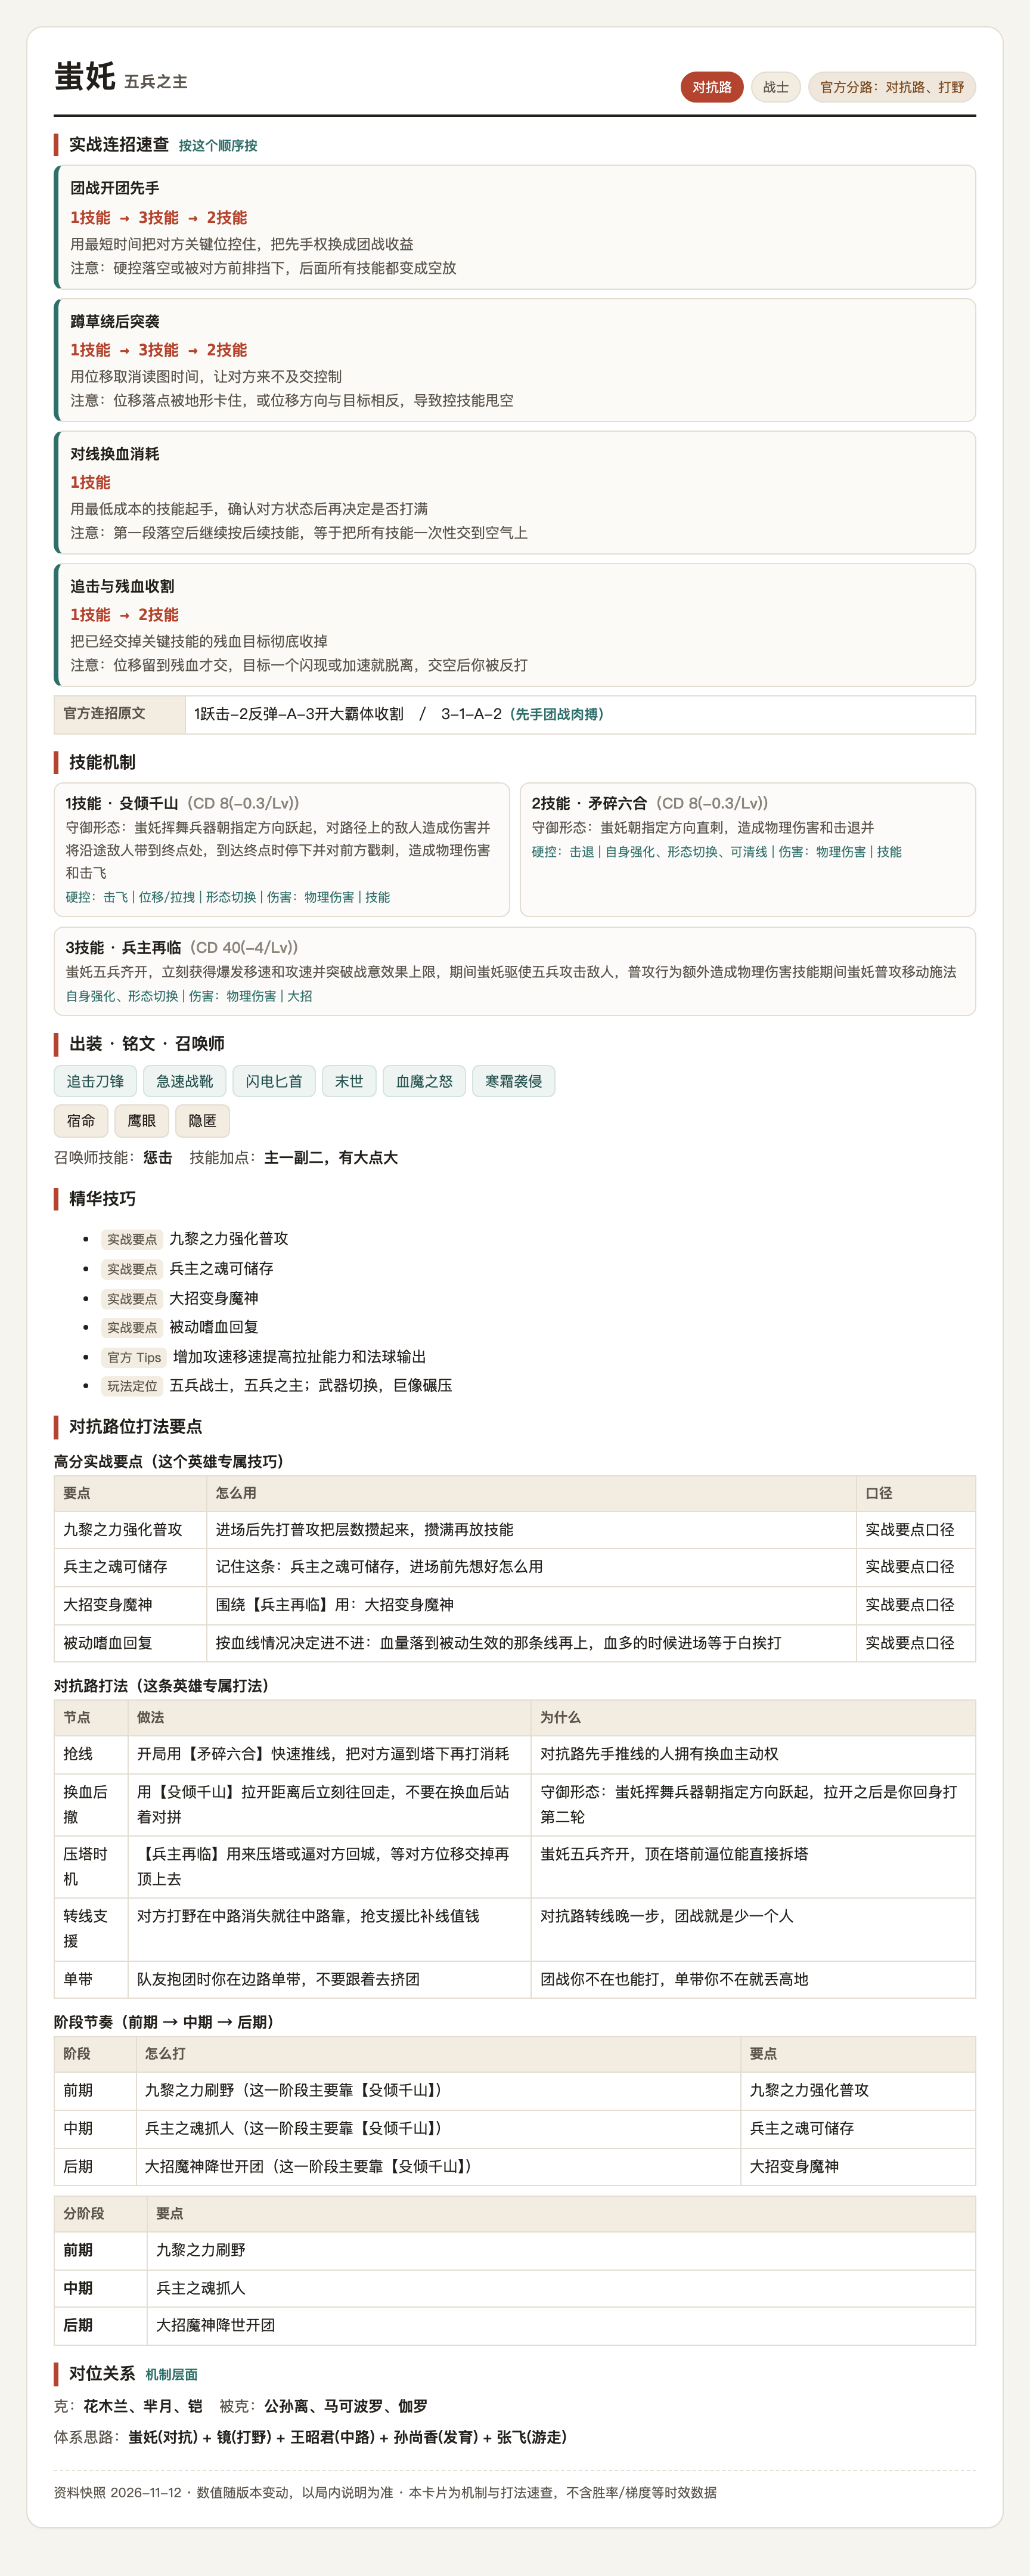 蚩奼 五兵之主
对抗路 战士 官方分路：对抗路、打野
实战连招速查 按这个顺序按
团战开团先手
1技能 → 3技能 → 2技能
用最短时间把对方关键位控住，把先手权换成团战收益
注意：硬控落空或被对方前排挡下，后面所有技能都变成空放
蹲草绕后突袭
1技能 → 3技能 → 2技能
用位移取消读图时间，让对方来不及交控制
注意：位移落点被地形卡住，或位移方向与目标相反，导致控技能甩空
对线换血消耗
1技能
用最低成本的技能起手，确认对方状态后再决定是否打满
注意：第一段落空后继续按后续技能，等于把所有技能一次性交到空气上
追击与残血收割
1技能 → 2技能
把已经交掉关键技能的残血目标彻底收掉
注意：位移留到残血才交，目标一个闪现或加速就脱离，交空后你被反打
官方连招原文 1跃击-2反弹-A-3开大霸体收割 / 3-1-A-2（先手团战肉搏）
技能机制
1技能 · 殳倾千山（CD 8(-0.3/Lv)）
守御形态：蚩奼挥舞兵器朝指定方向跃起，对路径上的敌人造成伤害并
将沿途敌人带到终点处，到达终点时停下并对前方戳刺，造成物理伤害
和击飞
硬控：击飞 | 位移/拉拽 | 形态切换 | 伤害：物理伤害 | 技能
2技能 · 矛碎六合（CD 8(-0.3/Lv)）
守御形态：蚩奼朝指定方向直刺，造成物理伤害和击退并
硬控：击退 | 自身强化、形态切换、可清线 | 伤害：物理伤害 | 技能
3技能 · 兵主再临（CD 40(-4/Lv)）
蚩奼五兵齐开，立刻获得爆发移速和攻速并突破战意效果上限，期间蚩奼驱使五兵攻击敌人，普攻行为额外造成物理伤害技能期间蚩奼普攻移动施法
自身强化、形态切换 | 伤害：物理伤害 | 大招
出装 · 铭文 · 召唤师
追击刀锋 急速战靴 闪电匕首 末世 血魔之怒 寒霜袭侵
宿命 鹰眼 隐匿
召唤师技能：惩击 技能加点：主一副二，有大点大
精华技巧
• 实战要点 九黎之力强化普攻
• 实战要点 兵主之魂可储存
• 实战要点 大招变身魔神
• 实战要点 被动嗜血回复
• 官方 Tips 增加攻速移速提高拉扯能力和法球输出
• 玩法定位 五兵战士，五兵之主；武器切换，巨像碾压
对抗路位打法要点
高分实战要点（这个英雄专属技巧）
要点 怎么用 口径
九黎之力强化普攻 进场后先打普攻把层数攒起来，攒满再放技能 实战要点口径
兵主之魂可储存 记住这条：兵主之魂可储存，进场前先想好怎么用 实战要点口径
大招变身魔神 围绕【兵主再临】用：大招变身魔神 实战要点口径
被动嗜血回复 按血线情况决定进不进：血量落到被动生效的那条线再上，血多的时候进场等于白挨打 实战要点口径
对抗路打法（这条英雄专属打法）
节点 做法 为什么
抢线 开局用【矛碎六合】快速推线，把对方逼到塔下再打消耗 对抗路先手推线的人拥有换血主动权
换血后撤 用【殳倾千山】拉开距离后立刻往回走，不要在换血后站着对拼 守御形态：蚩奼挥舞兵器朝指定方向跃起，拉开之后是你回身打第二轮
压塔时机 【兵主再临】用来压塔或逼对方回城，等对方位移交掉再顶上去 蚩奼五兵齐开，顶在塔前逼位能直接拆塔
转线支援 对方打野在中路消失就往中路靠，抢支援比补线值钱 对抗路转线晚一步，团战就是少一个人
单带 队友抱团时你在边路单带，不要跟着去挤团 团战你不在也能打，单带你不在就丢高地
阶段节奏（前期 → 中期 → 后期）
阶段 怎么打 要点
前期 九黎之力刷野（这一阶段主要靠【殳倾千山】） 九黎之力强化普攻
中期 兵主之魂抓人（这一阶段主要靠【殳倾千山】） 兵主之魂可储存
后期 大招魔神降世开团（这一阶段主要靠【殳倾千山】） 大招变身魔神
分阶段 要点
前期 九黎之力刷野
中期 兵主之魂抓人
后期 大招魔神降世开团
对位关系 机制层面
克：花木兰、芈月、铠 被克：公孙离、马可波罗、伽罗
体系思路：蚩奼(对抗) + 镜(打野) + 王昭君(中路) + 孙尚香(发育) + 张飞(游走)
资料快照 2026-11-12 · 数值随版本变动，以局内说明为准 · 本卡片为机制与打法速查，不含胜率/梯度等时效数据